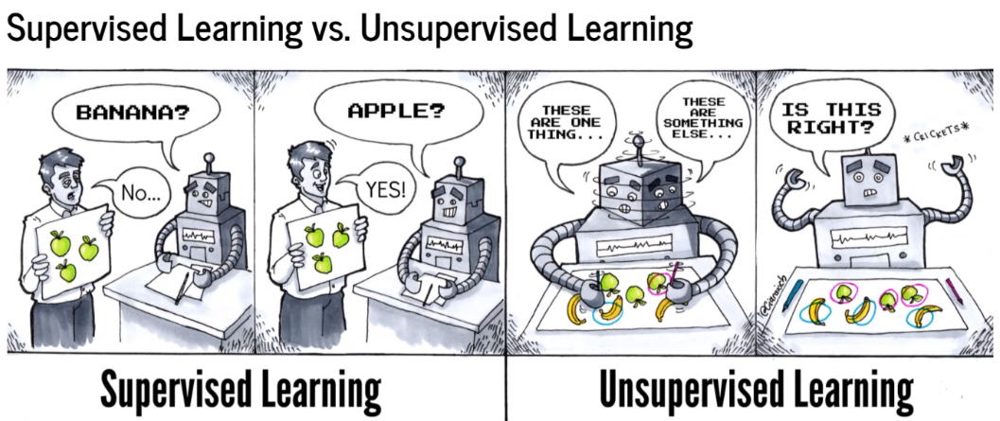 Supervised Learning vs. Unsupervised Learning
BANANA?
No...
APPLE?
YES!
THESE
ARE ONE
THING...
THESE
ARE
SOMETHING
ELSE...
IS THIS
RIGHT?
*CRICKETS*
Supervised Learning
Unsupervised Learning